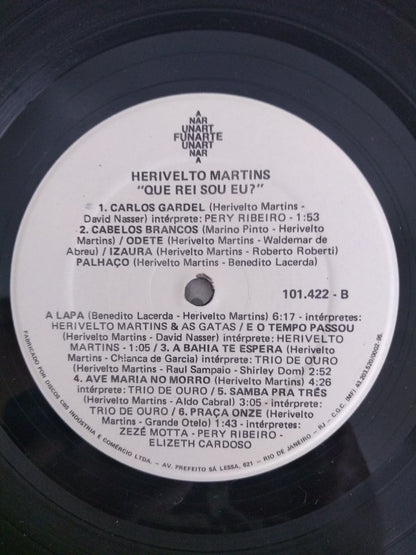 A
NAR
UNART
FUNARTE
UNART
NAR
A
HERIVELTO MARTINS
"QUE REI SOU EU?"
1. CARLOS GARDEL (Herivelto Martins -
David Nasser) intérprete: PERY RIBEIRO - 1:53
2. CABELOS BRANCOS (Marino Pinto - Herivelto
Martins) / ODETE (Herivelto Martins - Waldemar de
Abreu) / IZAURA (Herivelto Martins - Roberto Roberti)
PALHAÇO (Herivelto Martins - Benedito Lacerda)
101.422 - B
A LAPA (Benedito Lacerda - Herivelto Martins) 6:17 - intérpretes:
HERIVELTO MARTINS & AS GATAS / E O TEMPO PASSOU
(Herivelto Martins - David Nasser) intérprete: HERIVELTO
MARTINS - 1:05 / 3. A BAHIA TE ESPERA (Herivelto
Martins - Chianca de Garcia) intérprete: TRIO DE OURO
(Herivelto Martins - Raul Sampaio - Shirley Dom) 2:52
4. AVE MARIA NO MORRO (Herivelto Martins) 4:26
intérprete: TRIO DE OURO / 5. SAMBA PRA TRÊS
(Herivelto Martins - Aldo Cabral) 3:05 - intérprete:
TRIO DE OURO / 6. PRAÇA ONZE (Herivelto
Martins - Grande Otelo) 1:43 - intérpretes:
ZEZÉ MOTTA - PERY RIBEIRO -
ELIZETH CARDOSO
FABRICADO POR DISCOS CBS INDÚSTRIA E COMÉRCIO LTDA. - AV. PREFEITO SÁ LESSA, 621 - RIO DE JANEIRO - RJ - C.G.C. (MF)